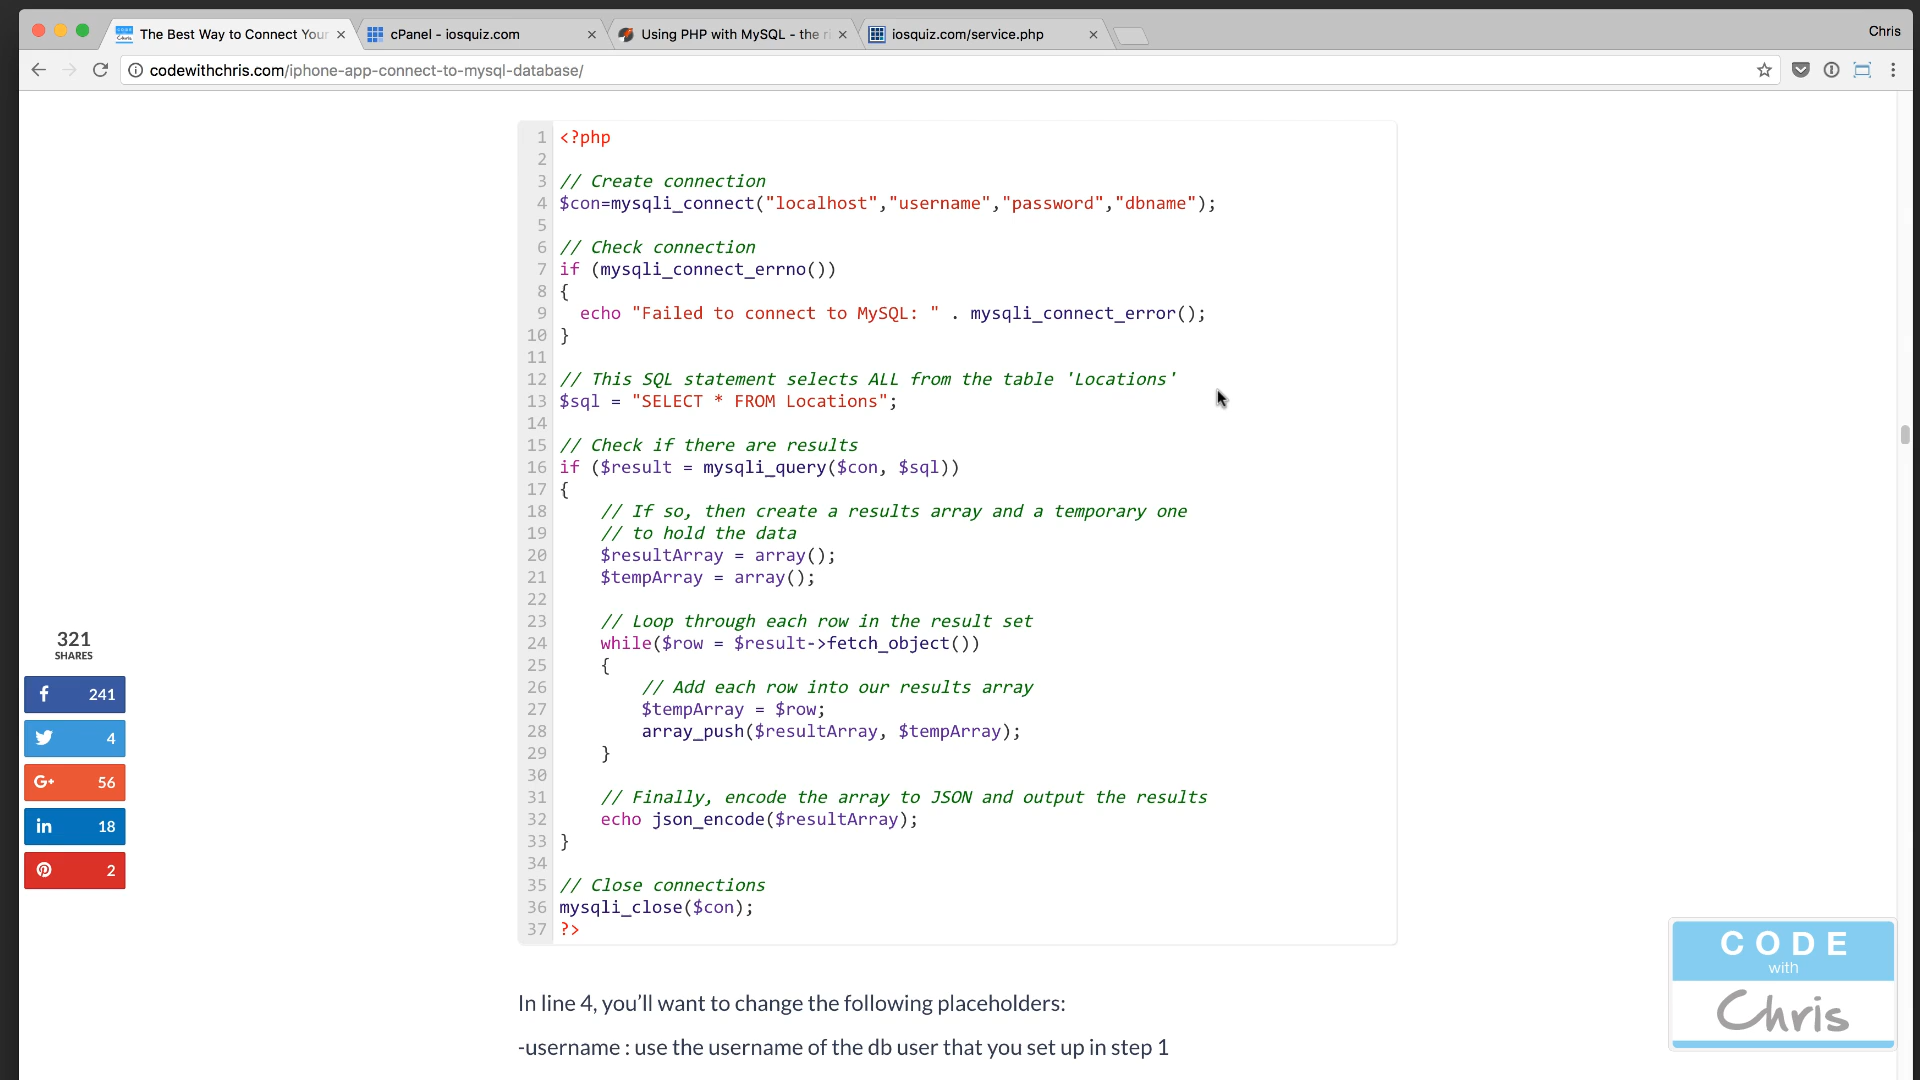 The Best Way to Connect Your
cPanel - iosquiz.com
Using PHP with MySQL - the ri
iosquiz.com/service.php
Chris
codewithchris.com/iphone-app-connect-to-mysql-database/
1 <?php
2
3 // Create connection
4 $con=mysqli_connect("localhost","username","password","dbname");
5
6 // Check connection
7 if (mysqli_connect_errno())
8 {
9 echo "Failed to connect to MySQL: " . mysqli_connect_error();
10 }
11
12 // This SQL statement selects ALL from the table 'Locations'
13 $sql = "SELECT * FROM Locations";
14
15 // Check if there are results
16 if ($result = mysqli_query($con, $sql))
17 {
18 // If so, then create a results array and a temporary one
19 // to hold the data
20 $resultArray = array();
21 $tempArray = array();
22
23 // Loop through each row in the result set
24 while($row = $result->fetch_object())
25 {
26 // Add each row into our results array
27 $tempArray = $row;
28 array_push($resultArray, $tempArray);
29 }
30
31 // Finally, encode the array to JSON and output the results
32 echo json_encode($resultArray);
33 }
34
35 // Close connections
36 mysqli_close($con);
37 ?>
321
SHARES
f 241
4
G+ 56
in 18
2
In line 4, you’ll want to change the following placeholders:
-username : use the username of the db user that you set up in step 1
CODE
with
Chris